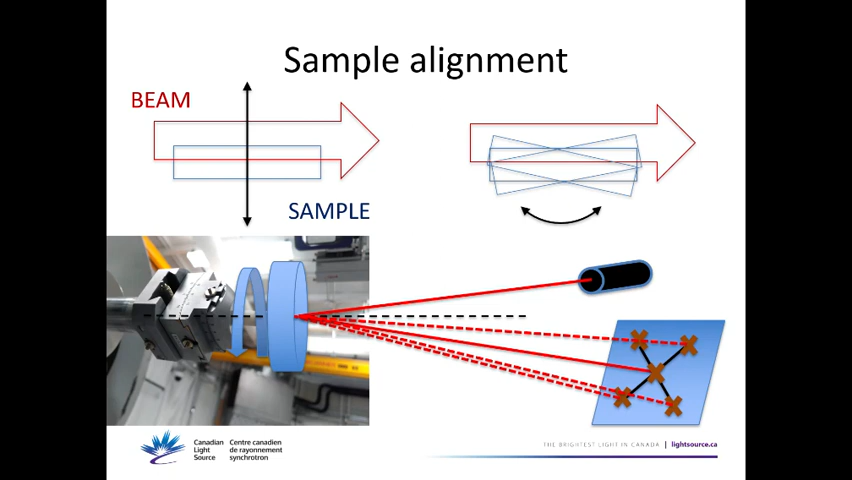 Sample alignment
BEAM
SAMPLE
Canadian Centre canadien
Light de rayonnement
Source synchrotron
THE BRIGHTEST LIGHT IN CANADA | lightsource.ca